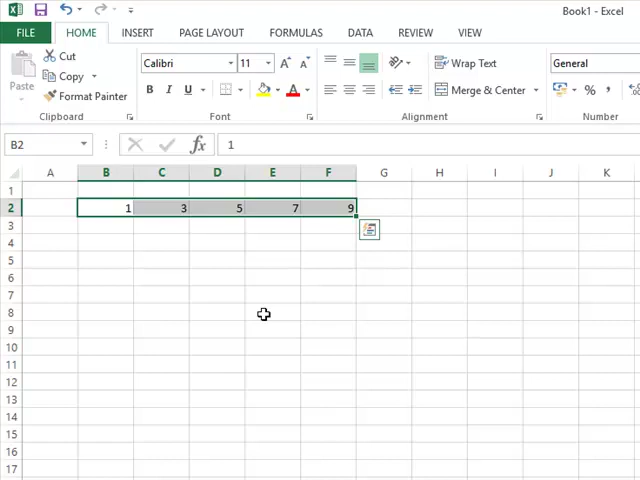 Book1 - Excel
FILE HOME INSERT PAGE LAYOUT FORMULAS DATA REVIEW VIEW
Paste
Cut
Copy
Format Painter
Clipboard
Calibri 11 A A
B I U A
Font
Wrap Text
Merge & Center
Alignment
General
% ,
Number
B2 fx 1
A B C D E F G H I J K
1
2 1 3 5 7 9
3
4
5
6
7
8
9
10
11
12
13
14
15
16
17